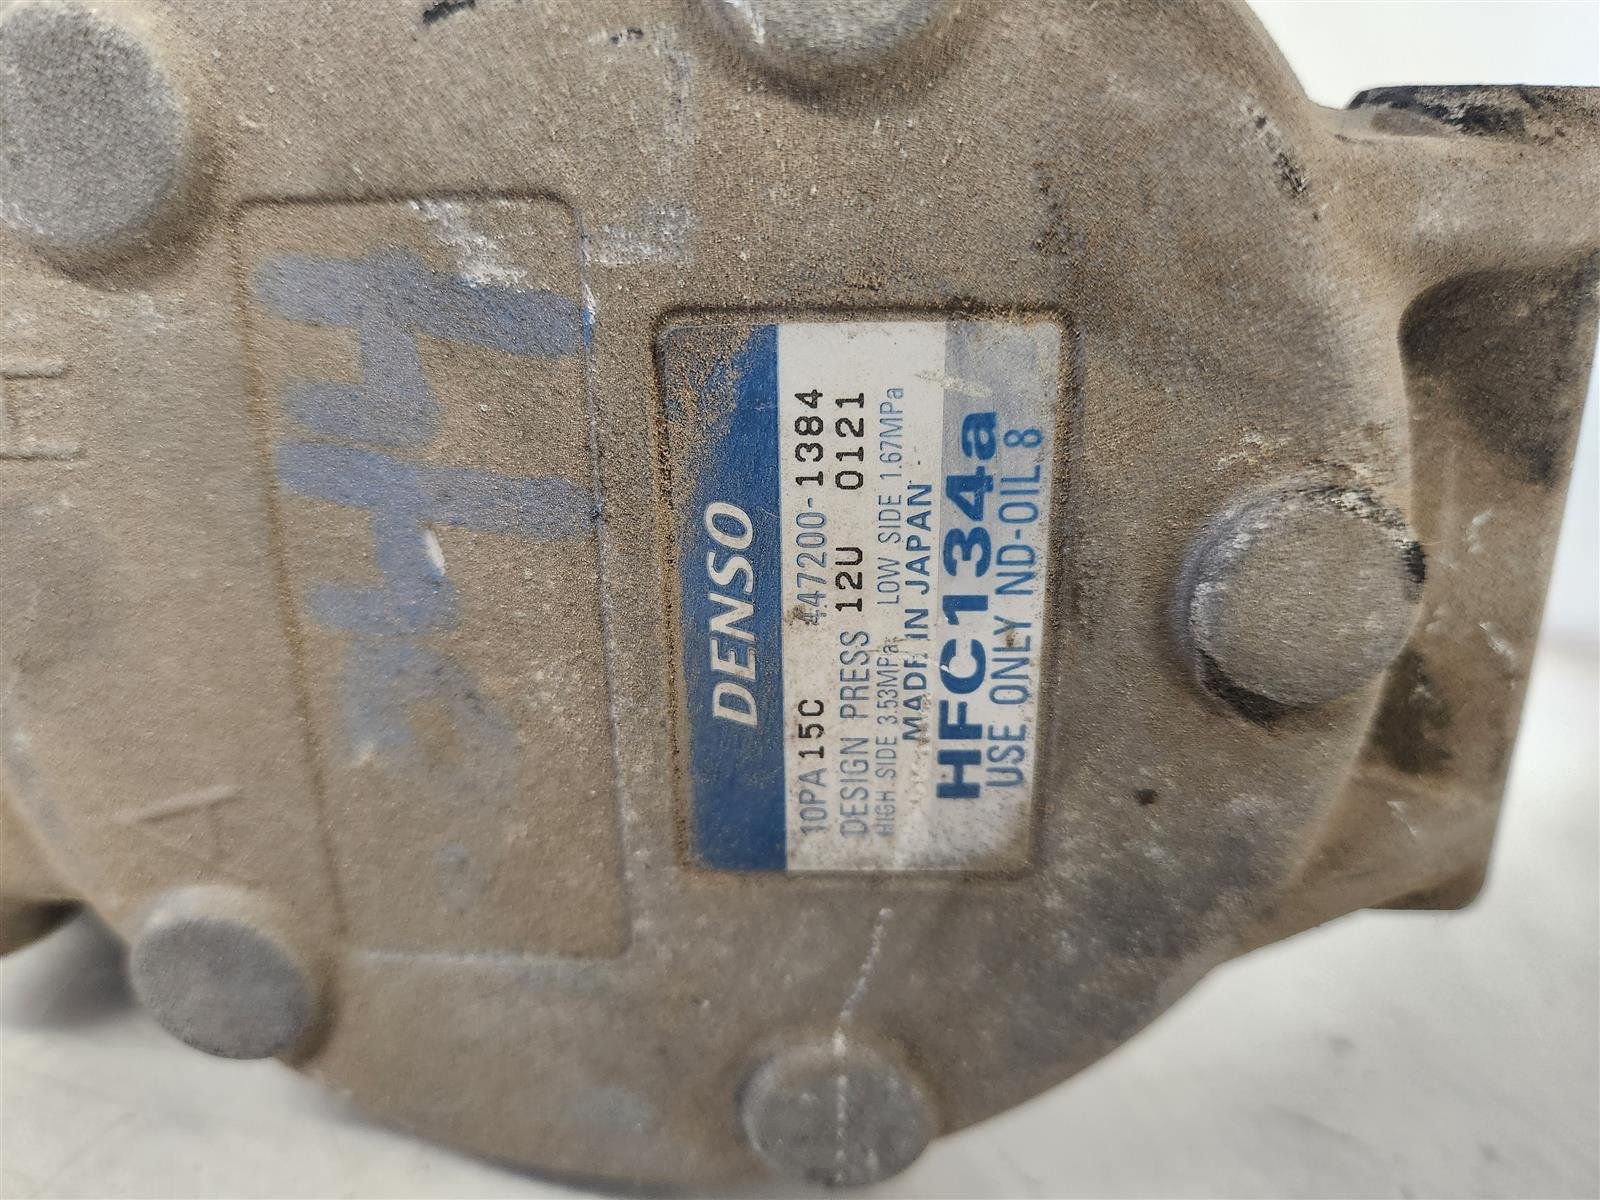 DENSO
10PA15C 447200-1384
DESIGN PRESS 12U 0121
HIGH SIDE 3.53MPa LOW SIDE 1.67MPa
MADE IN JAPAN
HFC134a
USE ONLY ND-OIL 8